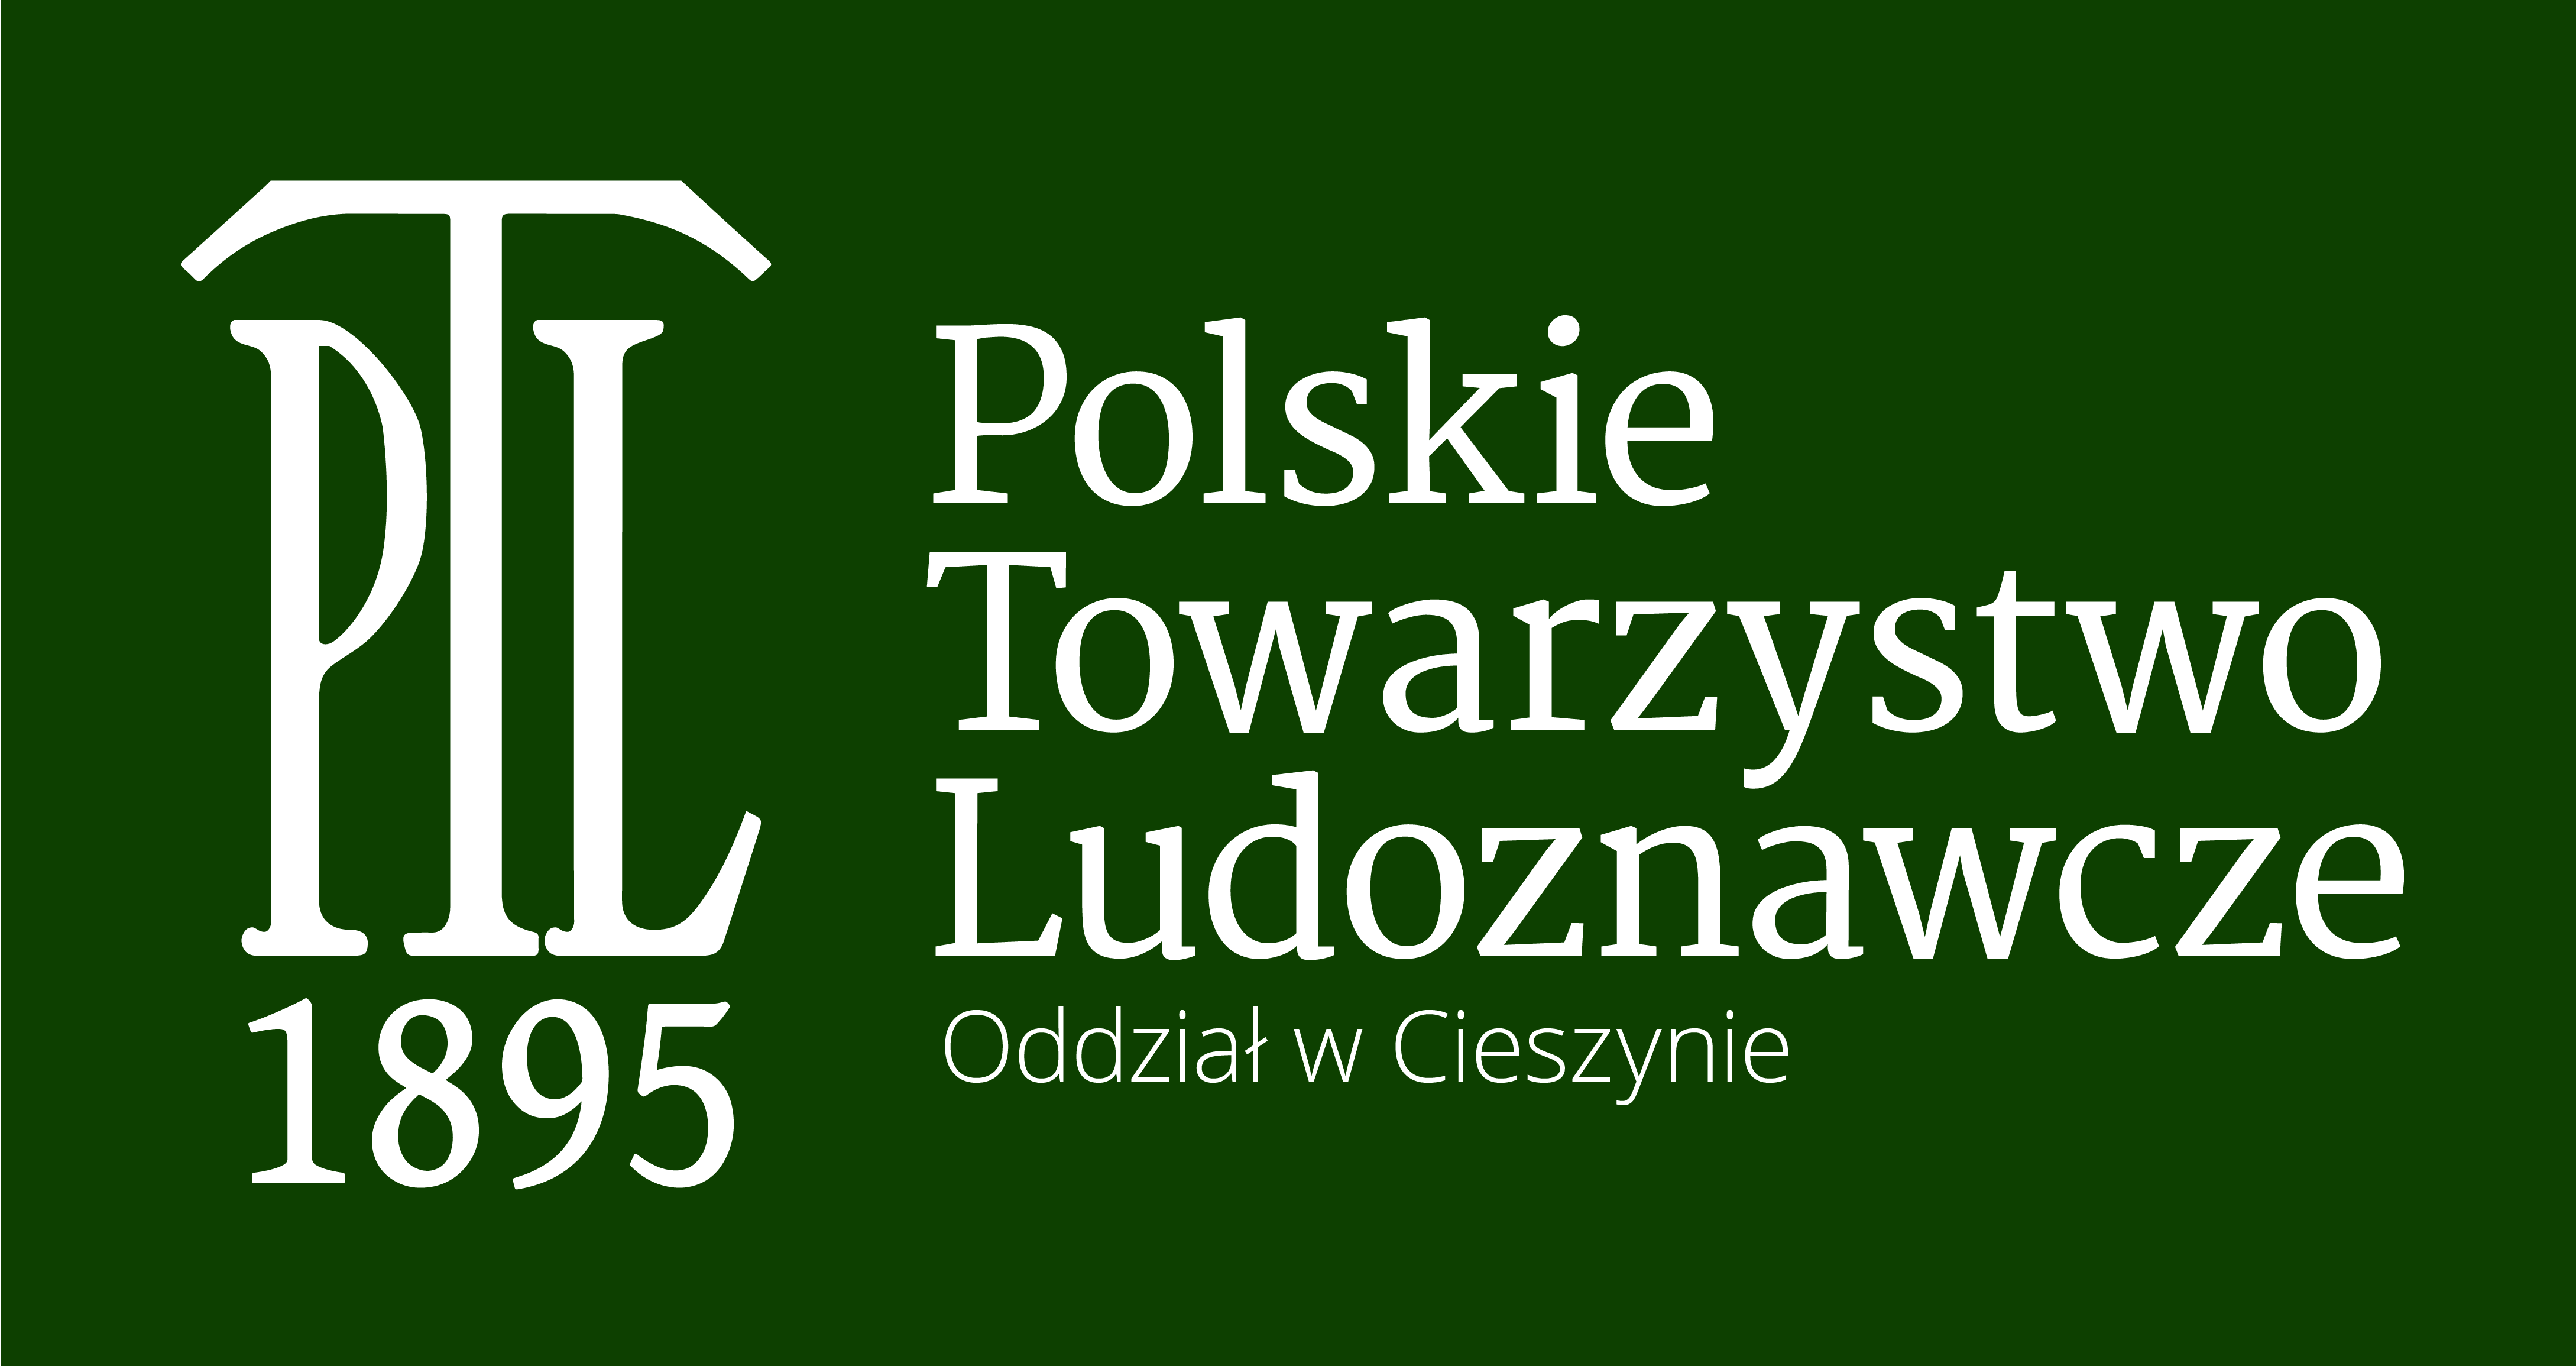 PTL
1895
Polskie
Towarzystwo
Ludoznawcze
Oddział w Cieszynie